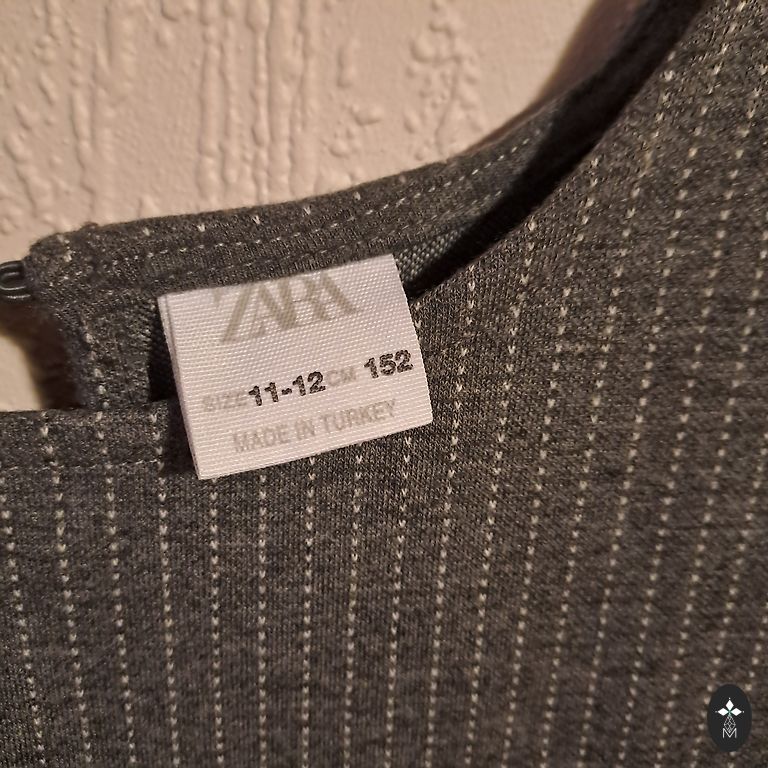 ZARA
SIZE 11-12 CM 152
MADE IN TURKEY
M